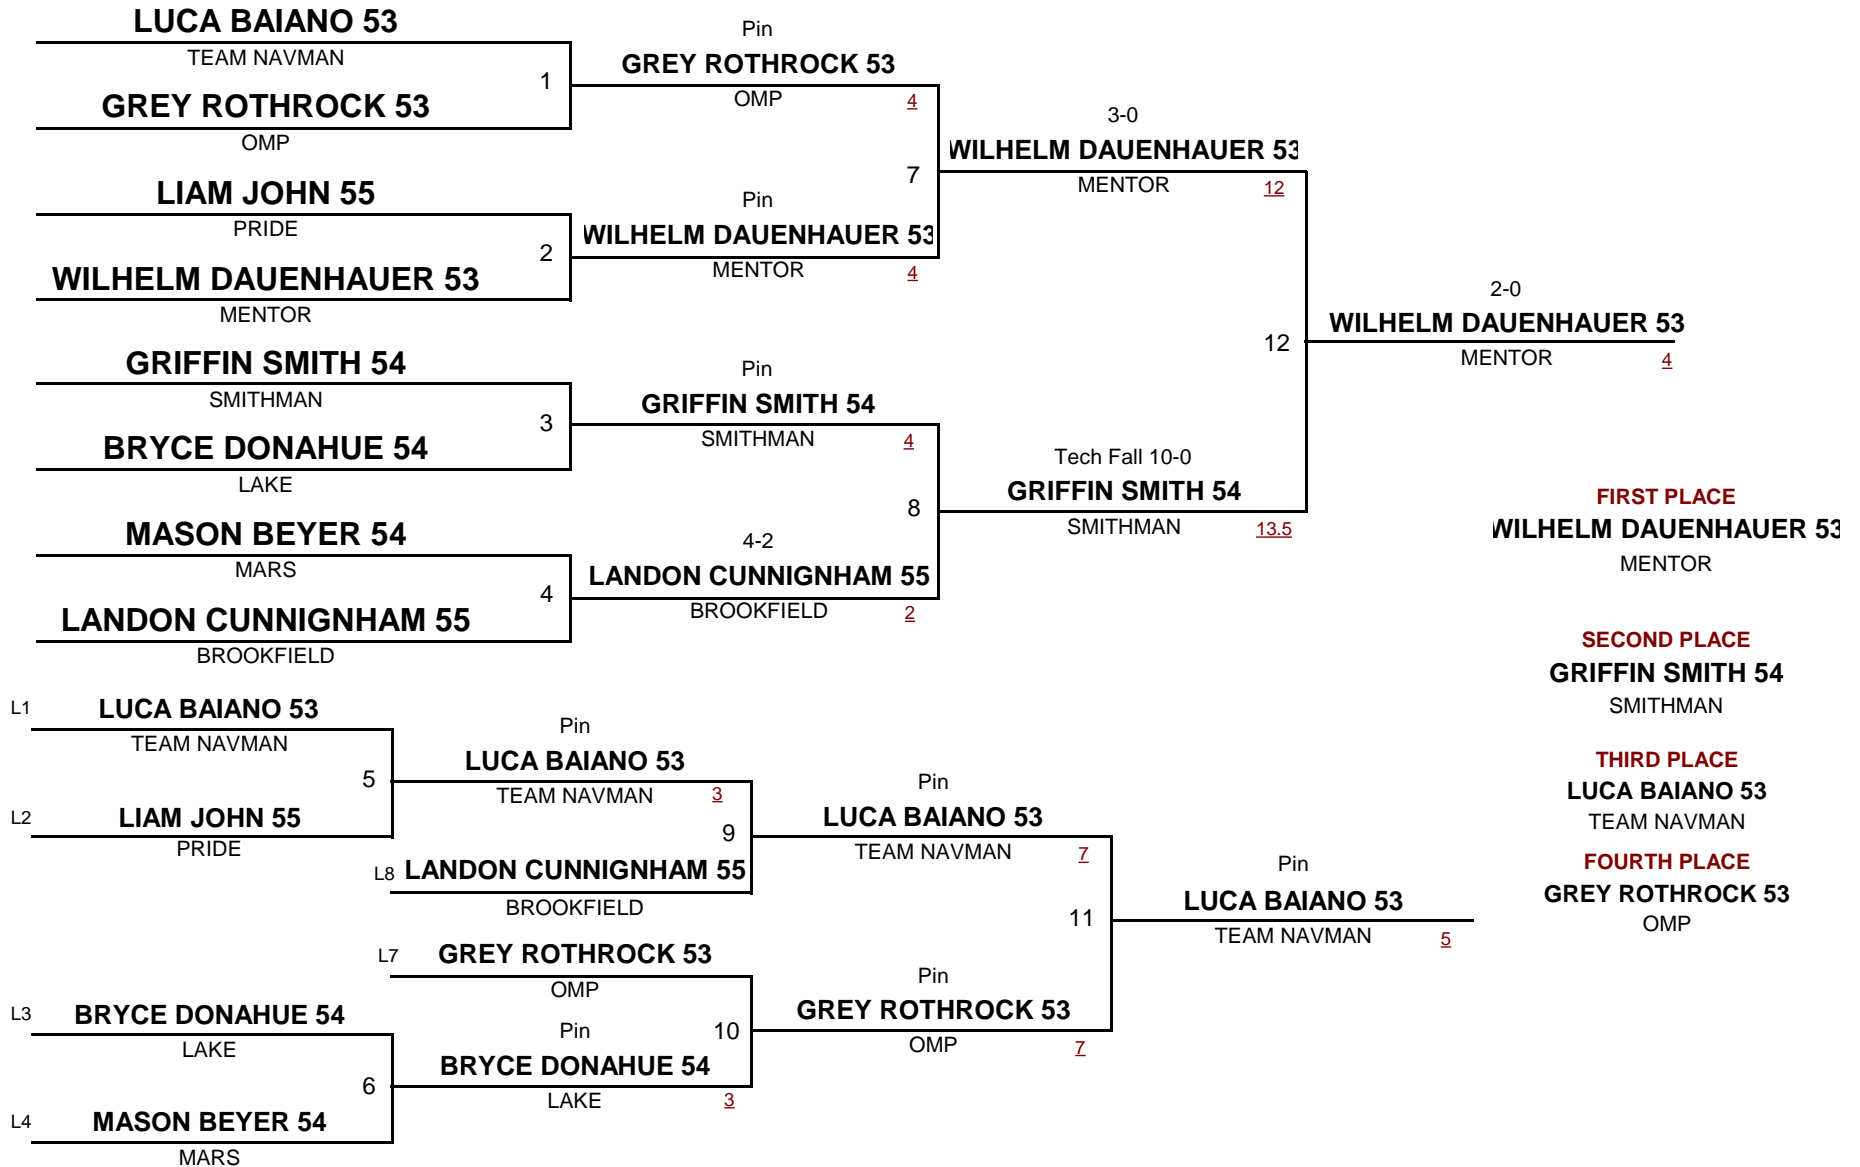 LUCA BAIANO 53
TEAM NAVMAN
1
GREY ROTHROCK 53
OMP
LIAM JOHN 55
PRIDE
2
WILHELM DAUENHAUER 53
MENTOR
GRIFFIN SMITH 54
SMITHMAN
3
BRYCE DONAHUE 54
LAKE
MASON BEYER 54
MARS
4
LANDON CUNNIGNHAM 55
BROOKFIELD
Pin
GREY ROTHROCK 53
OMP 4
7
Pin
WILHELM DAUENHAUER 53
MENTOR 4
Pin
GRIFFIN SMITH 54
SMITHMAN 4
8
4-2
LANDON CUNNIGNHAM 55
BROOKFIELD 2
3-0
WILHELM DAUENHAUER 53
MENTOR 12
12
Tech Fall 10-0
GRIFFIN SMITH 54
SMITHMAN 13.5
2-0
WILHELM DAUENHAUER 53
MENTOR 4
FIRST PLACE
WILHELM DAUENHAUER 53
MENTOR
SECOND PLACE
GRIFFIN SMITH 54
SMITHMAN
THIRD PLACE
LUCA BAIANO 53
TEAM NAVMAN
FOURTH PLACE
GREY ROTHROCK 53
OMP
L1 LUCA BAIANO 53
TEAM NAVMAN
5
L2 LIAM JOHN 55
PRIDE
L3 BRYCE DONAHUE 54
LAKE
6
L4 MASON BEYER 54
MARS
Pin
LUCA BAIANO 53
TEAM NAVMAN 3
9
L8 LANDON CUNNIGNHAM 55
BROOKFIELD
L7 GREY ROTHROCK 53
OMP
10
Pin
BRYCE DONAHUE 54
LAKE 3
Pin
LUCA BAIANO 53
TEAM NAVMAN 7
11
Pin
GREY ROTHROCK 53
OMP 7
Pin
LUCA BAIANO 53
TEAM NAVMAN 5